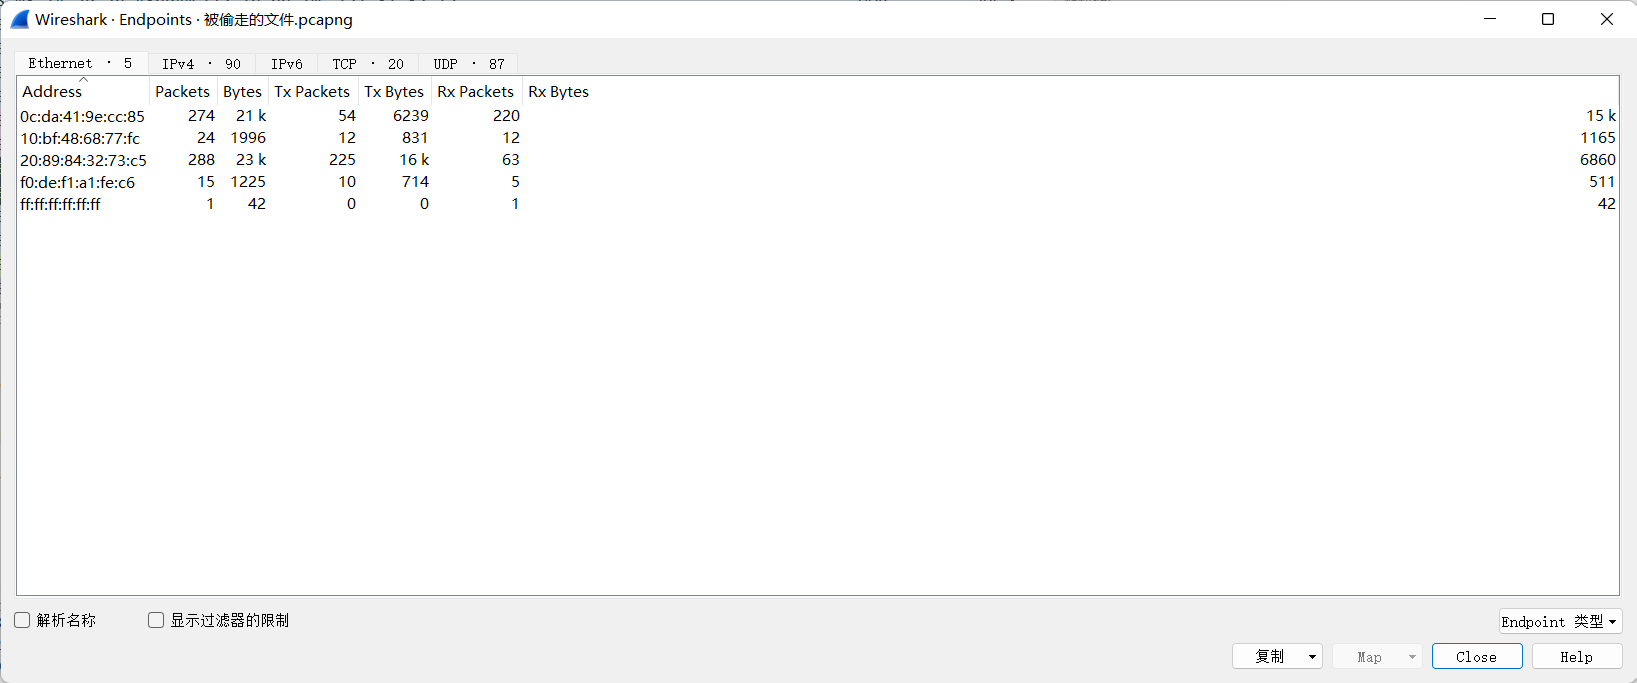 Wireshark · Endpoints · 被偷走的文件.pcapng
Ethernet · 5 IPv4 · 90 IPv6 TCP · 20 UDP · 87
Address Packets Bytes Tx Packets Tx Bytes Rx Packets Rx Bytes
0c:da:41:9e:cc:85 274 21 k 54 6239 220 15 k
10:bf:48:68:77:fc 24 1996 12 831 12 1165
20:89:84:32:73:c5 288 23 k 225 16 k 63 6860
f0:de:f1:a1:fe:c6 15 1225 10 714 5 511
ff:ff:ff:ff:ff:ff 1 42 0 0 1 42
解析名称 显示过滤器的限制 Endpoint 类型
复制 Map Close Help